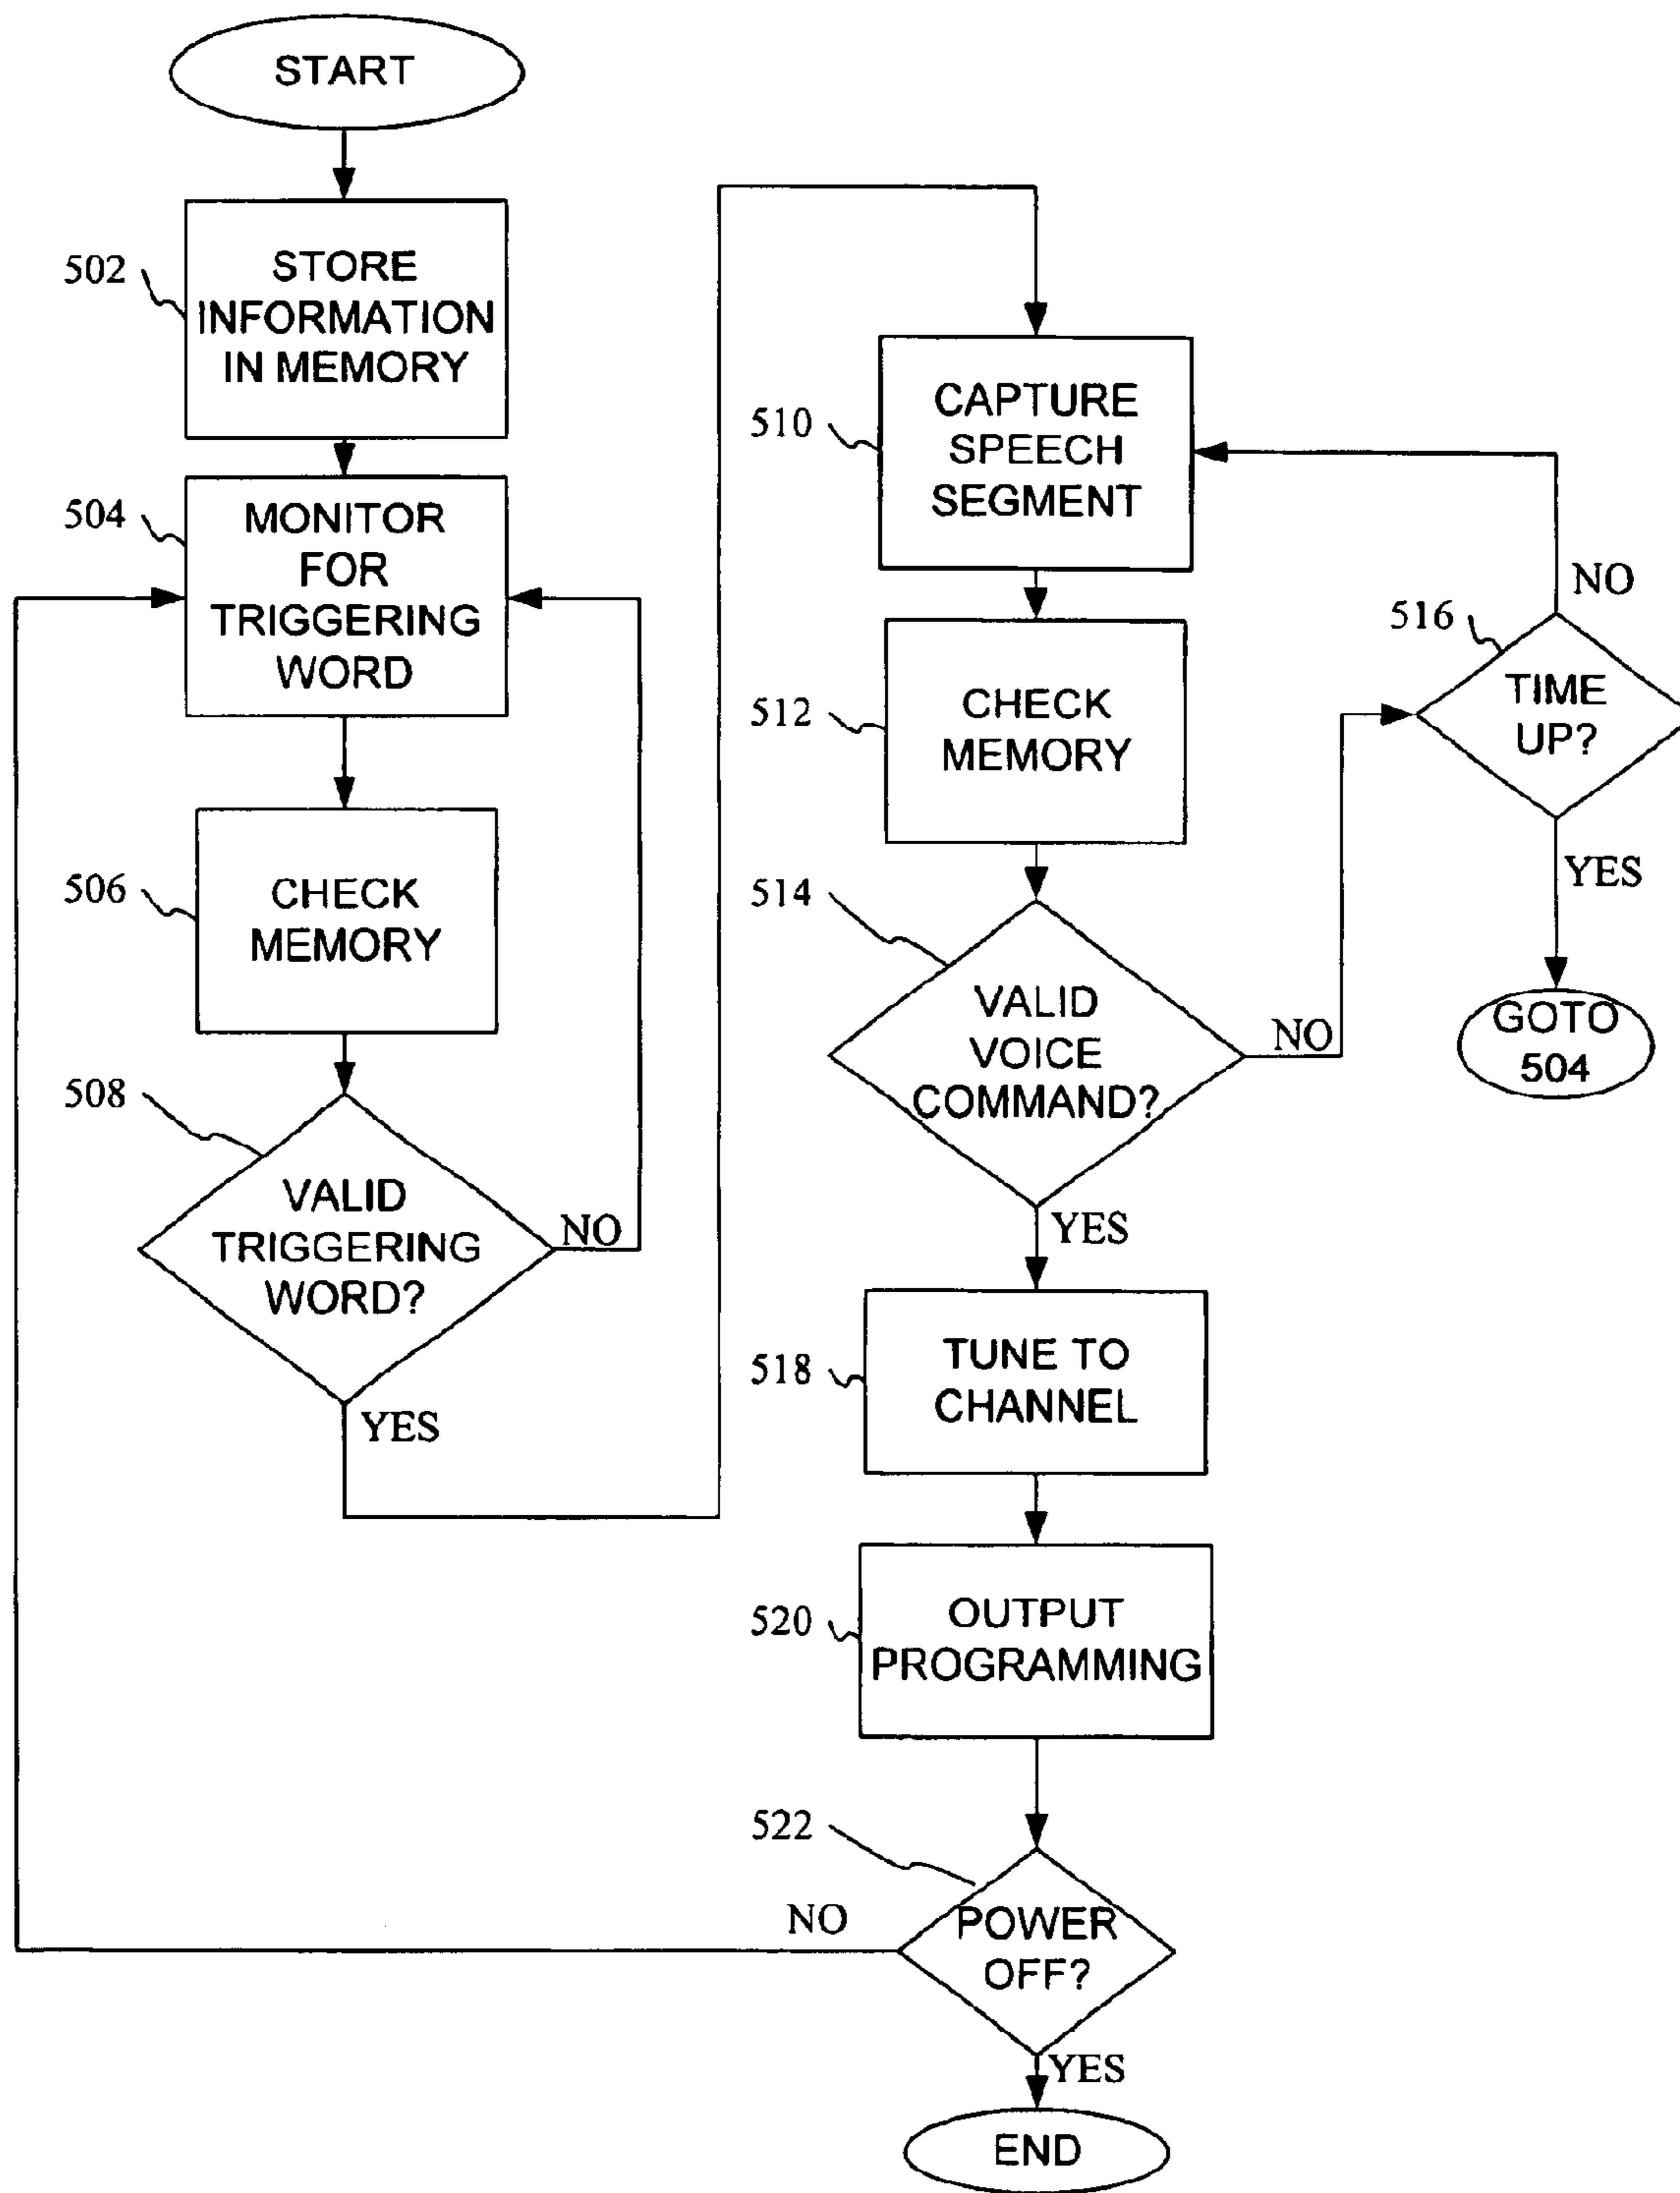 START
502
STORE
INFORMATION
IN MEMORY
504
MONITOR
FOR
TRIGGERING
WORD
506
CHECK
MEMORY
508
VALID
TRIGGERING
WORD?
NO
YES
510
CAPTURE
SPEECH
SEGMENT
512
CHECK
MEMORY
514
VALID
VOICE
COMMAND?
NO
YES
516
TIME
UP?
NO
YES
GOTO
504
518
TUNE TO
CHANNEL
520
OUTPUT
PROGRAMMING
522
POWER
OFF?
NO
YES
END